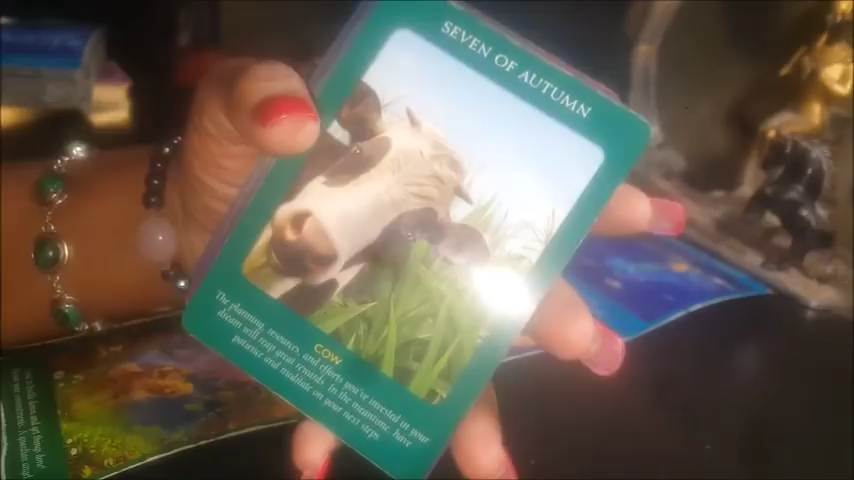 SEVEN OF AUTUMN
COW
The planning, resources, and efforts you've invested in your
dream will reap great rewards. In the meantime, have
patience and meditate on your next steps.